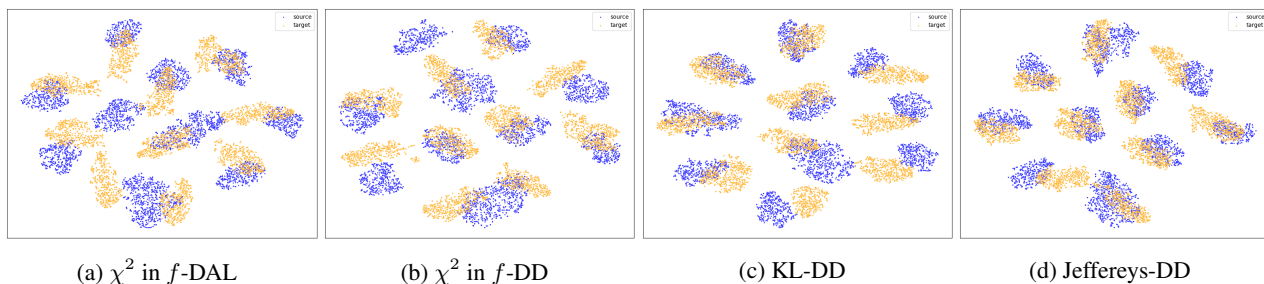 source
target
source
target
source
target
source
target
(a) χ² in f-DAL
(b) χ² in f-DD
(c) KL-DD
(d) Jeffereys-DD